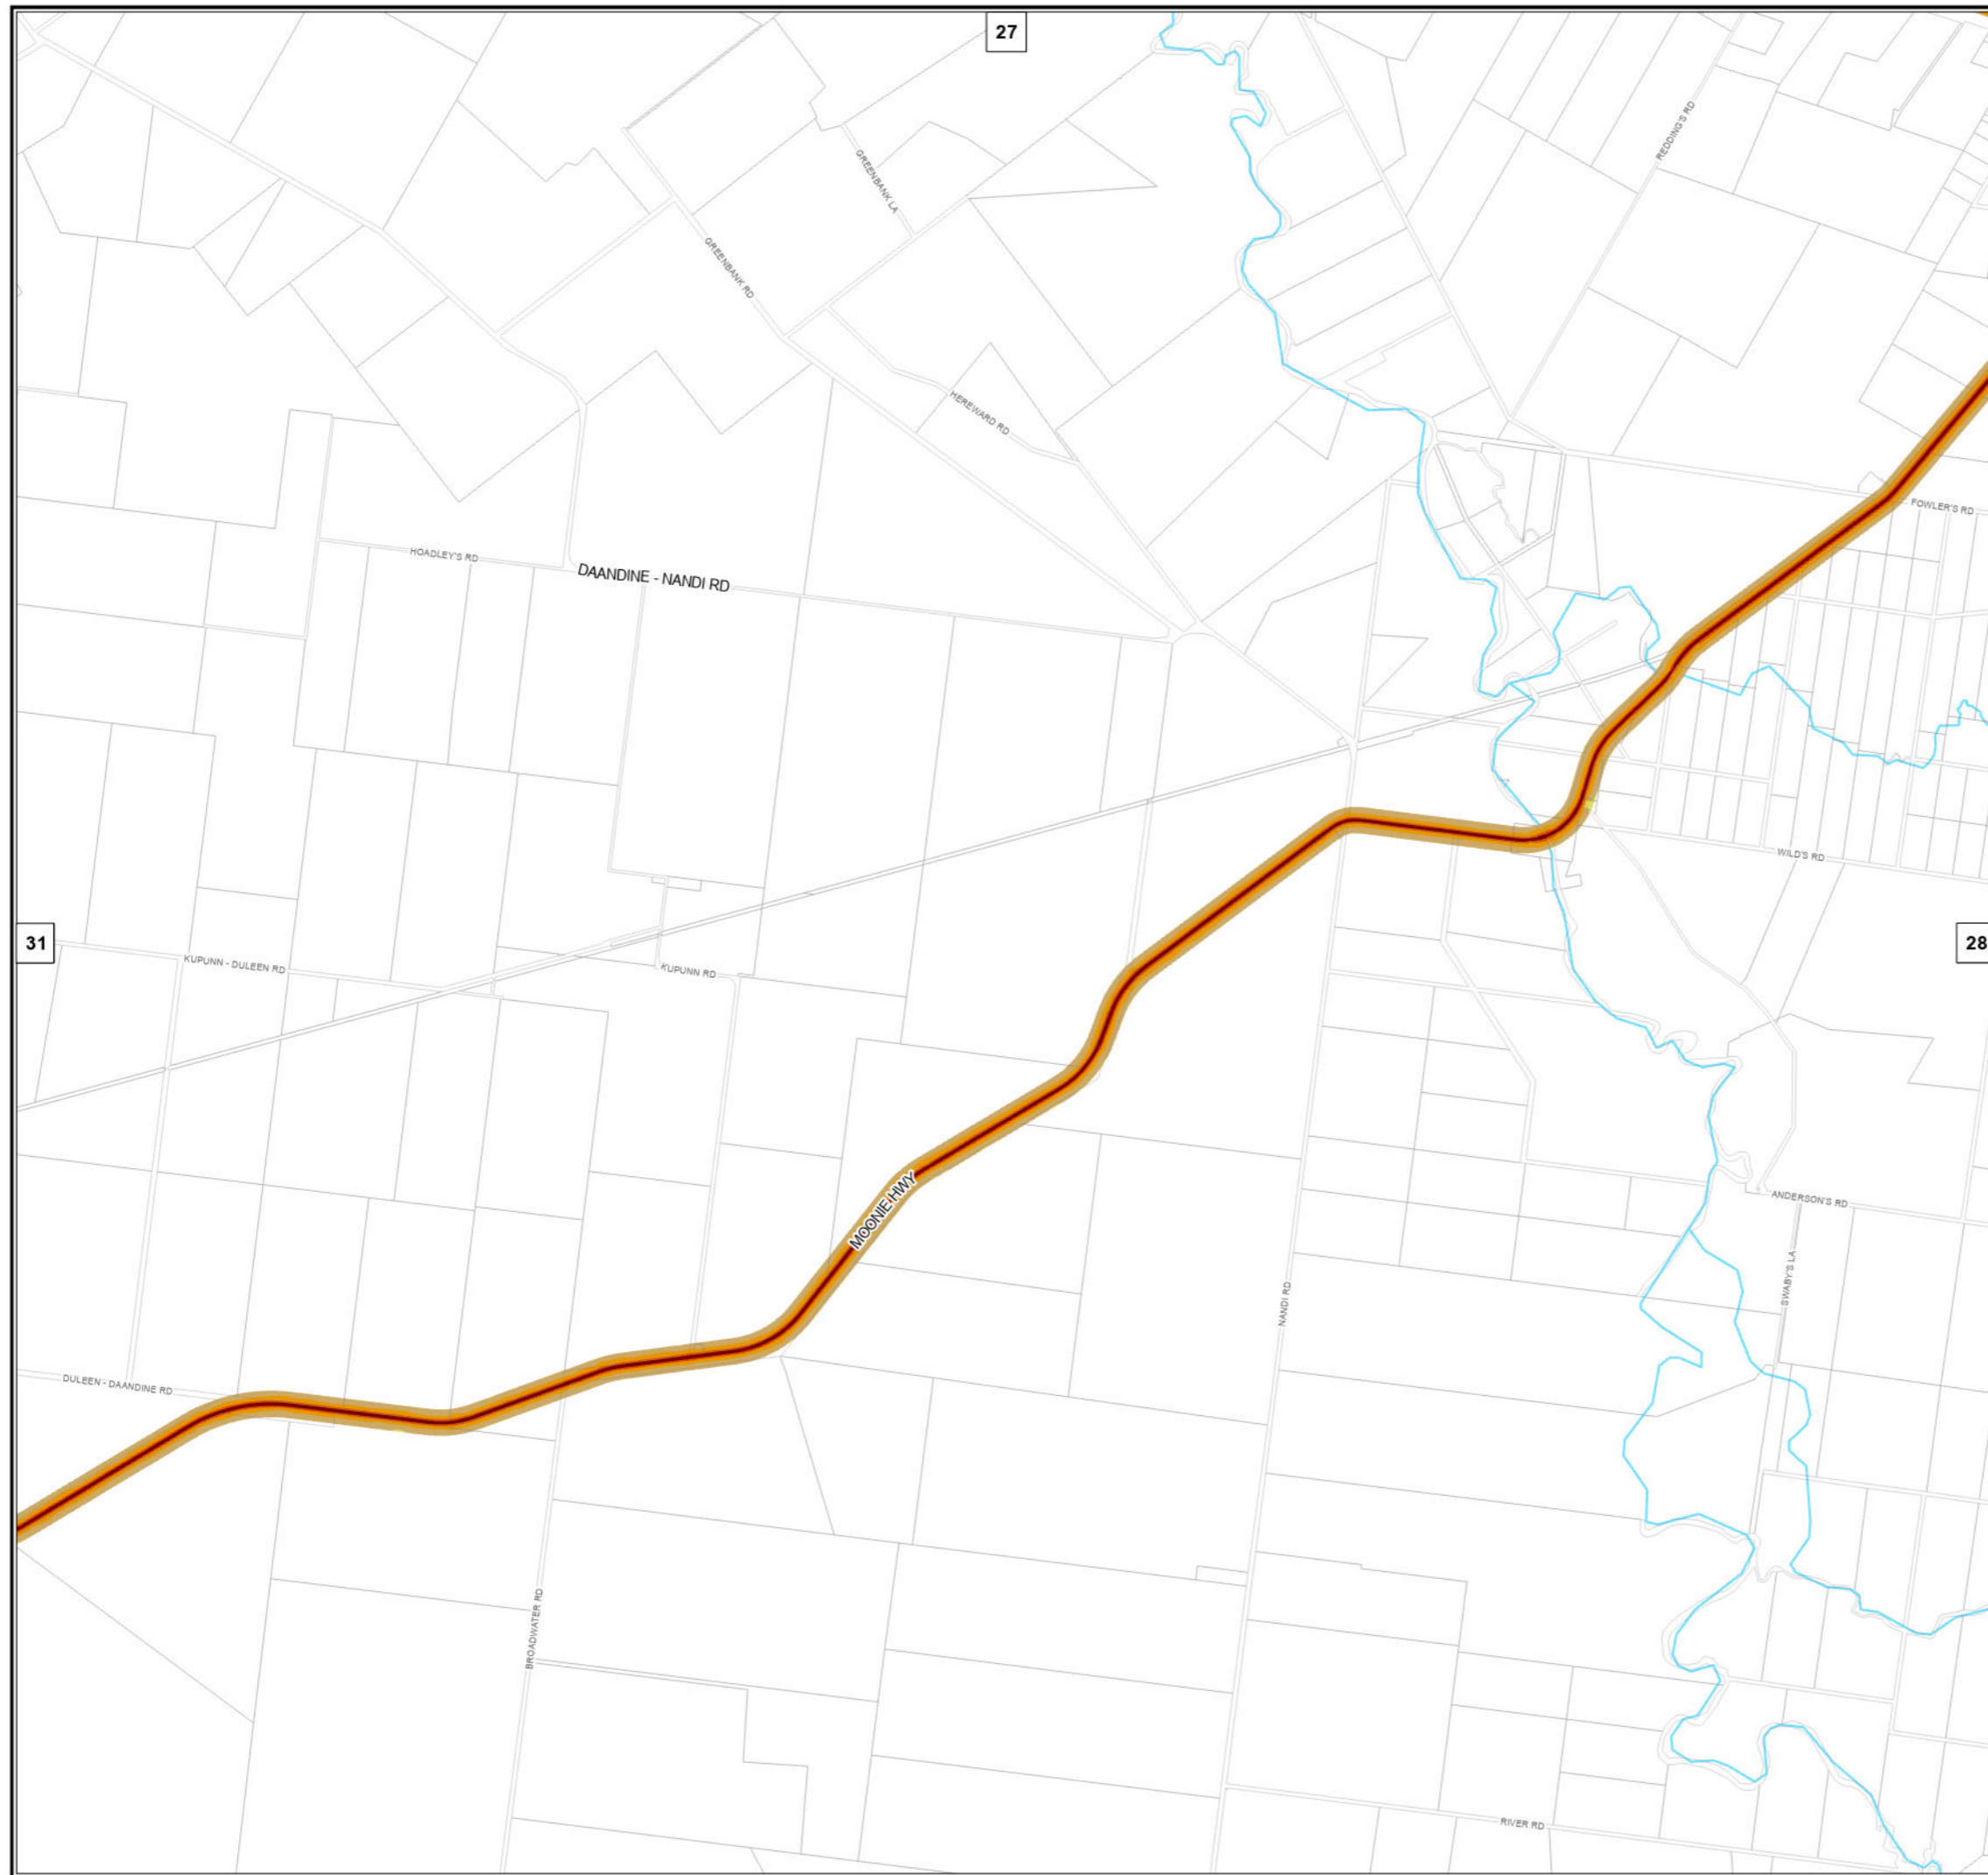 27
REDDING'S RD
GREENBANK LA
GREENBANK RD
HEREWARD RD
FOWLER'S RD
HOADLEY'S RD
DAANDINE - NANDI RD
WILD'S RD
31
28
KUPUNN - DULEEN RD
KUPUNN RD
MOONIE HWY
ANDERSON'S RD
SWABY'S LA
NANDI RD
DULEEN - DAANDINE RD
BROADWATER RD
RIVER RD